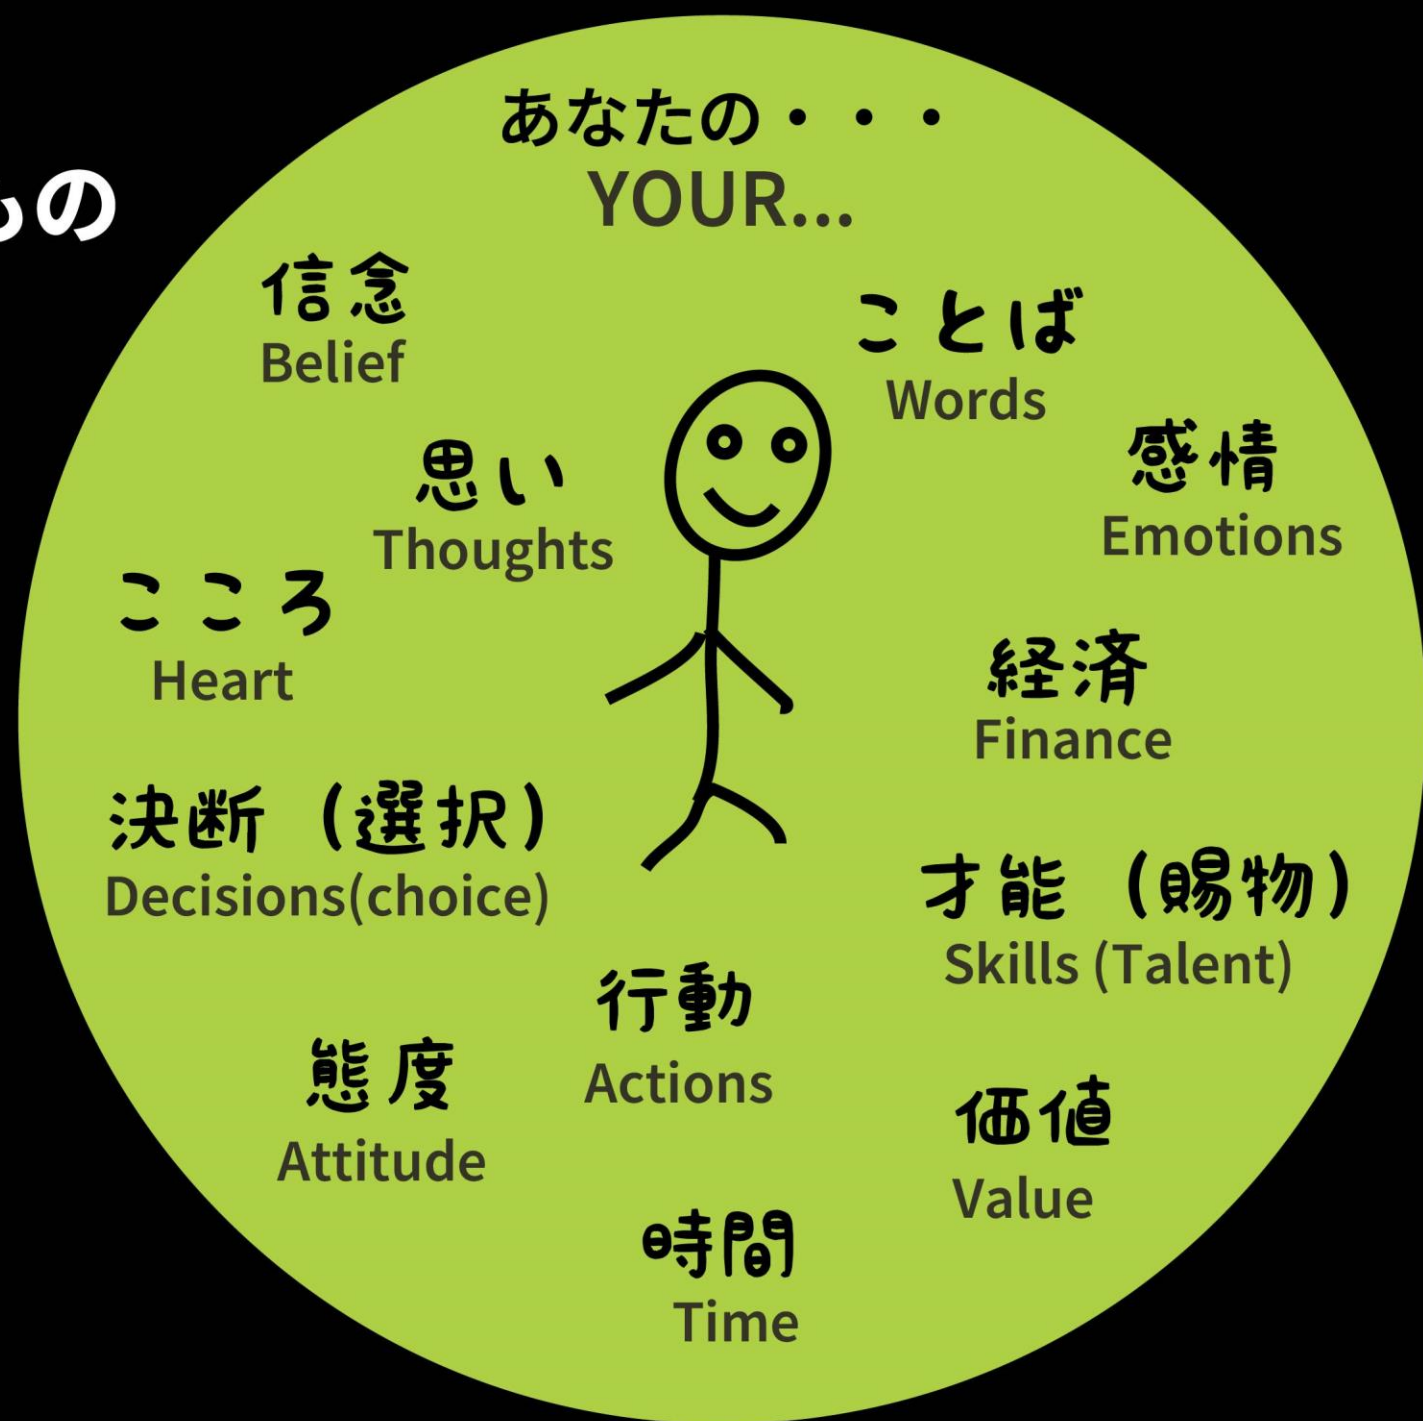 もの
あなたの・・・
YOUR...
信念
Belief
ことば
Words
思い
Thoughts
感情
Emotions
こころ
Heart
経済
Finance
決断（選択）
Decisions(choice)
才能（賜物）
Skills (Talent)
行動
Actions
態度
Attitude
価値
Value
時間
Time